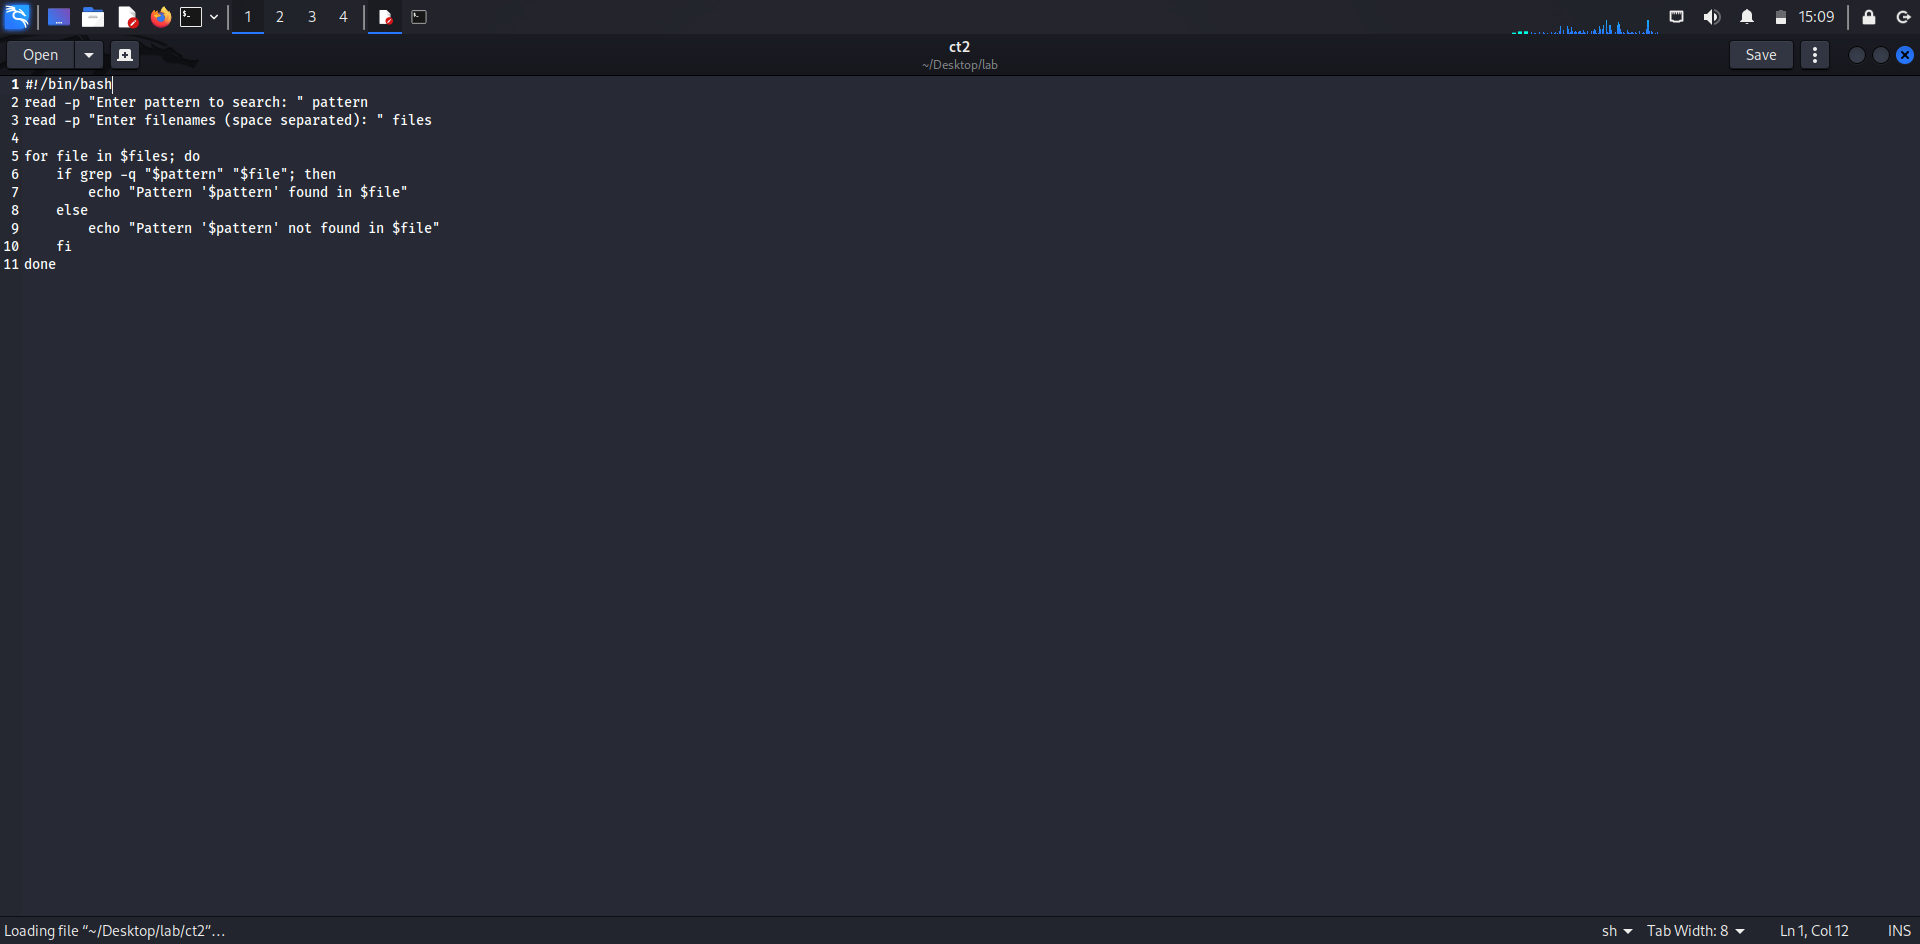 1 2 3 4 15:09
Open ct2 Save
~/Desktop/lab
1 #!/bin/bash
2 read -p "Enter pattern to search: " pattern
3 read -p "Enter filenames (space separated): " files
4
5 for file in $files; do
6     if grep -q "$pattern" "$file"; then
7         echo "Pattern '$pattern' found in $file"
8     else
9         echo "Pattern '$pattern' not found in $file"
10     fi
11 done
Loading file “~/Desktop/lab/ct2”… sh Tab Width: 8 Ln 1, Col 12 INS